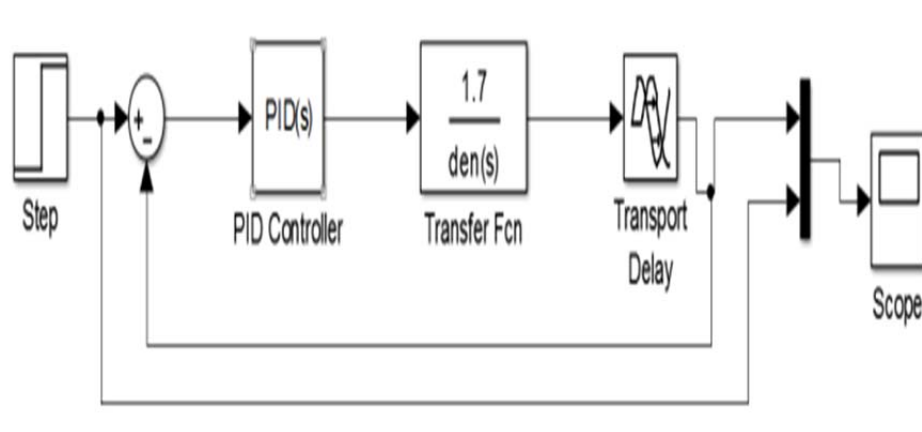 +
−
PID(s)
1.7
den(s)
Step
PID Controller
Transfer Fcn
Transport
Delay
Scope